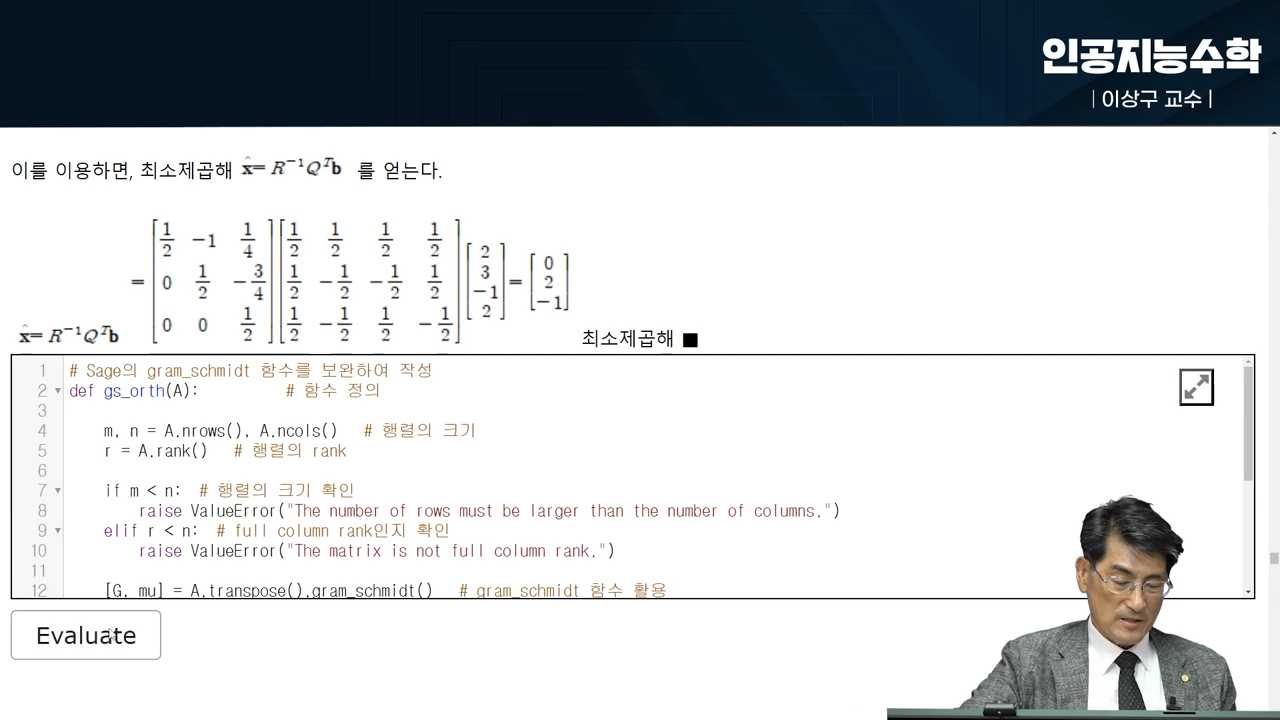 인공지능수학
| 이상구 교수 |
이를 이용하면, 최소제곱해 x̂= R⁻¹Qᵀb 를 얻는다.
x̂= R⁻¹Qᵀb = [1/2 -1 1/4; 0 1/2 -3/4; 0 0 1/2] [1/2 1/2 1/2 1/2; 1/2 -1/2 -1/2 1/2; 1/2 -1/2 1/2 -1/2] [2; 3; -1; 2] = [0; 2; -1] 최소제곱해 ■
1 # Sage의 gram_schmidt 함수를 보완하여 작성
2 def gs_orth(A): # 함수 정의
3
4 m, n = A.nrows(), A.ncols() # 행렬의 크기
5 r = A.rank() # 행렬의 rank
6
7 if m < n: # 행렬의 크기 확인
8 raise ValueError("The number of rows must be larger than the number of columns.")
9 elif r < n: # full column rank인지 확인
10 raise ValueError("The matrix is not full column rank.")
11
12 [G, mu] = A.transpose().gram_schmidt() # gram_schmidt 함수 활용
Evaluate